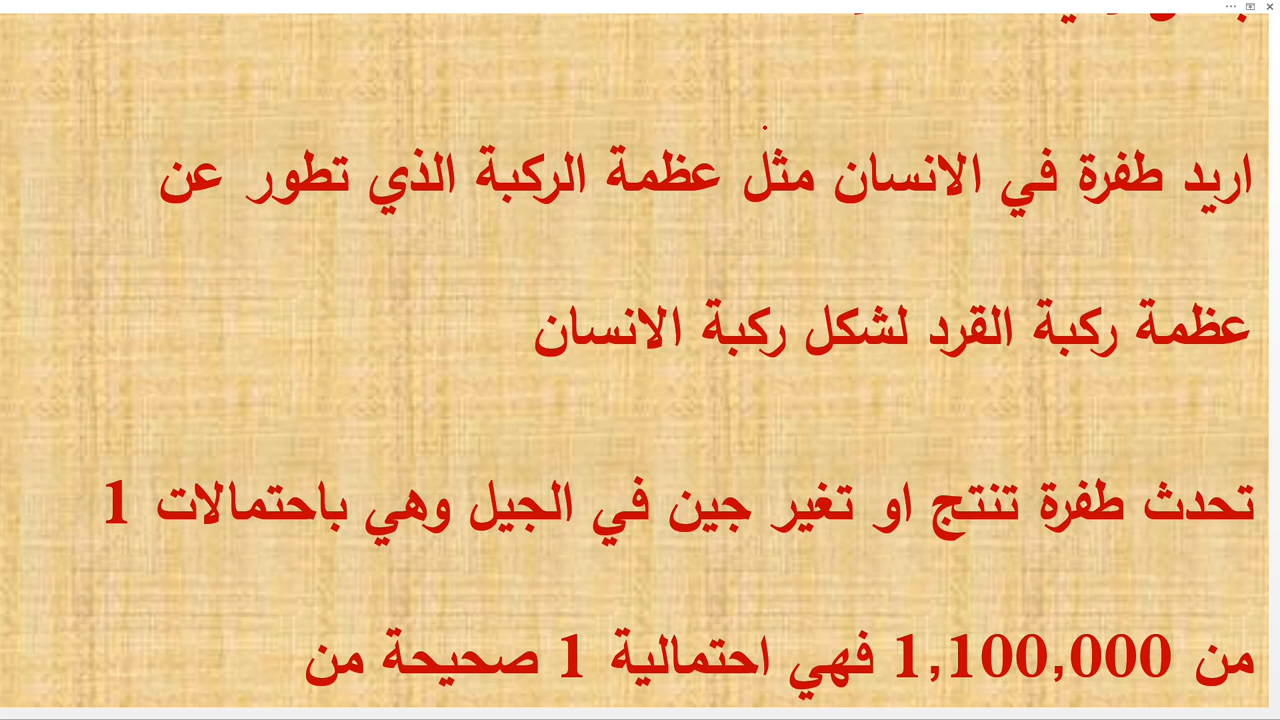 اريد طفرة في الانسان مثل عظمة الركبة الذي تطور عن
عظمة ركبة القرد لشكل ركبة الانسان
تحدث طفرة تنتج او تغير جين في الجيل وهي باحتمالات 1
من 1,100,000 فهي احتمالية 1 صحيحة من